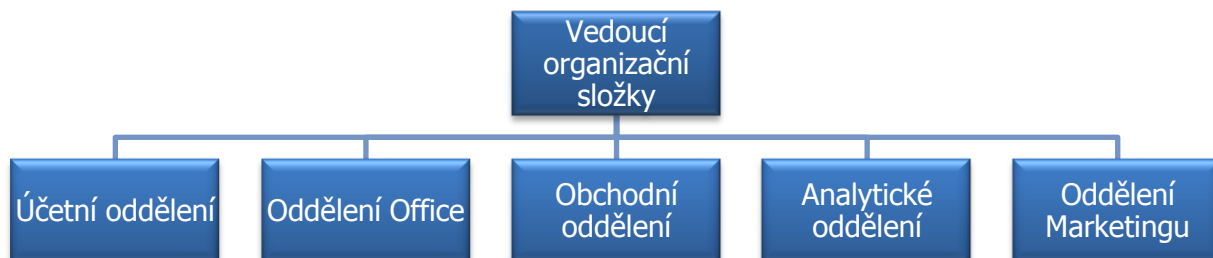 Vedoucí
organizační
složky
Účetní oddělení
Oddělení Office
Obchodní
oddělení
Analytické
oddělení
Oddělení
Marketingu